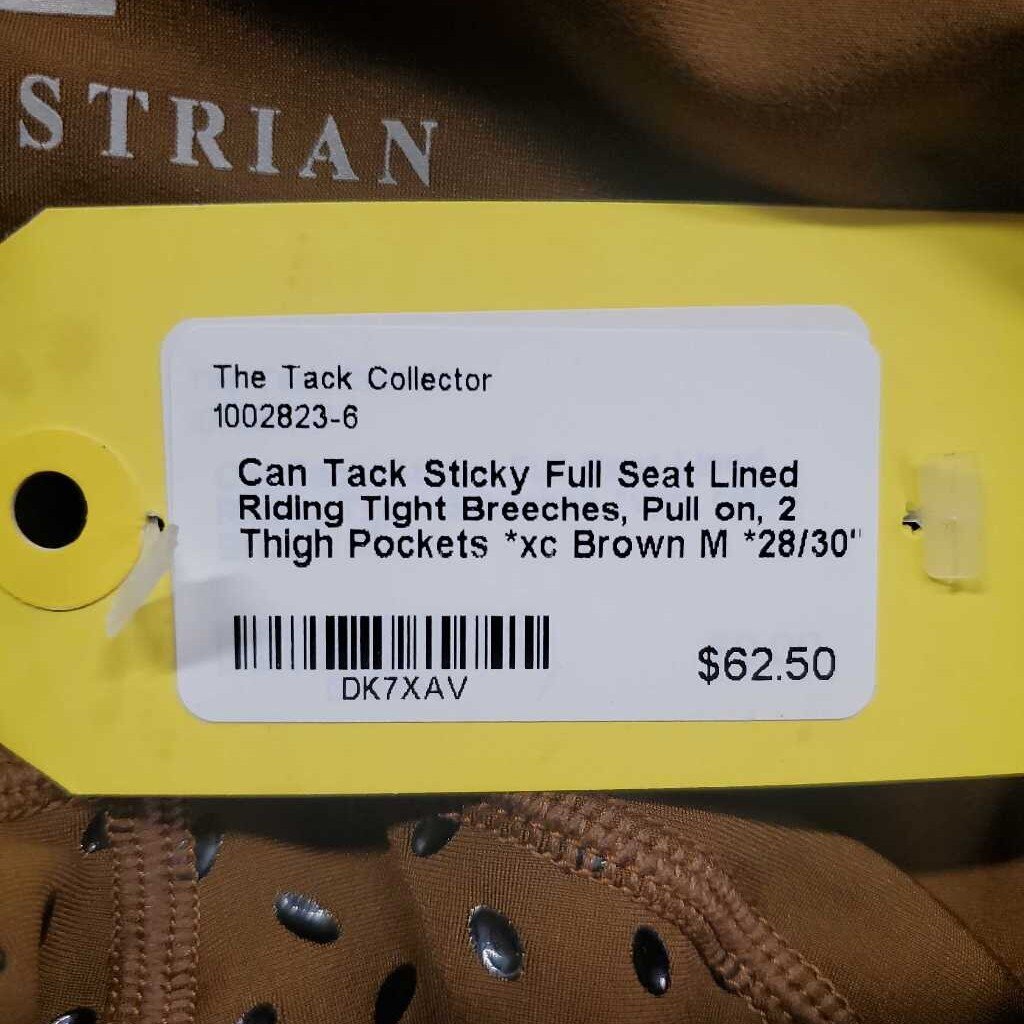 STRIAN
The Tack Collector
1002823-6
Can Tack Sticky Full Seat Lined
Riding Tight Breeches, Pull on, 2
Thigh Pockets *xc Brown M *28/30"
DK7XAV
$62.50